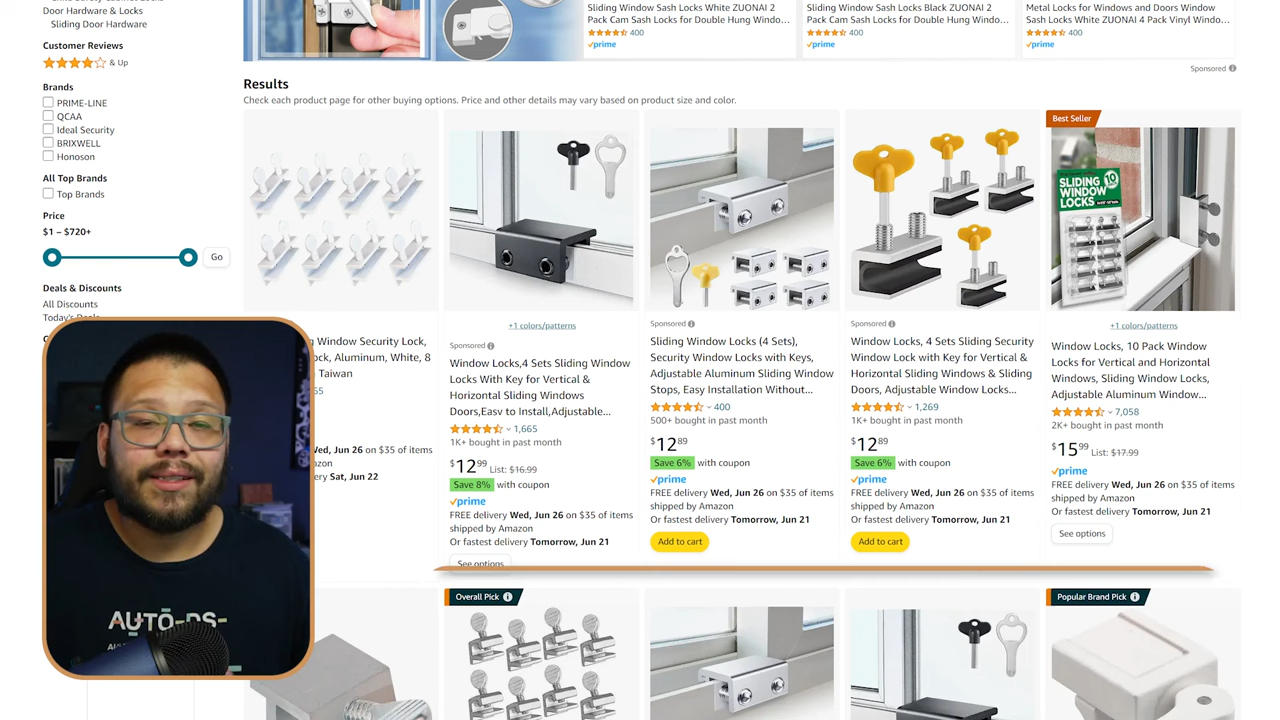 Door Hardware & Locks
Sliding Door Hardware
Customer Reviews
& Up
Brands
PRIME-LINE
QCAA
Ideal Security
BRIXWELL
Honoson
All Top Brands
Top Brands
Price
$1 – $720+
Go
Deals & Discounts
All Discounts
Today's Deals
Sliding Window Sash Locks White ZUONAI 2
Pack Cam Sash Locks for Double Hung Windo…
400
prime
Sliding Window Sash Locks Black ZUONAI 2
Pack Cam Sash Locks for Double Hung Windo…
400
prime
Metal Locks for Windows and Doors Window
Sash Locks White ZUONAI 4 Pack Vinyl Windo…
400
prime
Sponsored
Results
Check each product page for other buying options. Price and other details may vary based on product size and color.
Window Security Lock,
Aluminum, White, 8
Taiwan
Wed, Jun 26 on $35 of items
Sat, Jun 22
+1 colors/patterns
Sponsored
Window Locks,4 Sets Sliding Window
Locks With Key for Vertical &
Horizontal Sliding Windows
Doors,Easy to Install,Adjustable...
1,665
1K+ bought in past month
$12 99 List: $16.99
Save 8% with coupon
prime
FREE delivery Wed, Jun 26 on $35 of items
shipped by Amazon
Or fastest delivery Tomorrow, Jun 21
See options
Sponsored
Sliding Window Locks (4 Sets),
Security Window Locks with Keys,
Adjustable Aluminum Sliding Window
Stops, Easy Installation Without...
400
500+ bought in past month
$12 89
Save 6% with coupon
prime
FREE delivery Wed, Jun 26 on $35 of items
shipped by Amazon
Or fastest delivery Tomorrow, Jun 21
Add to cart
Sponsored
Window Locks, 4 Sets Sliding Security
Window Lock with Key for Vertical &
Horizontal Sliding Windows & Sliding
Doors, Adjustable Window Locks...
1,269
1K+ bought in past month
$12 89
Save 6% with coupon
prime
FREE delivery Wed, Jun 26 on $35 of items
shipped by Amazon
Or fastest delivery Tomorrow, Jun 21
Add to cart
Best Seller
SLIDING
WINDOW
LOCKS
10
+1 colors/patterns
Window Locks, 10 Pack Window
Locks for Vertical and Horizontal
Windows, Sliding Window Locks,
Adjustable Aluminum Window...
7,058
2K+ bought in past month
$15 99 List: $17.99
prime
FREE delivery Wed, Jun 26 on $35 of items
shipped by Amazon
Or fastest delivery Tomorrow, Jun 21
See options
Overall Pick
Popular Brand Pick